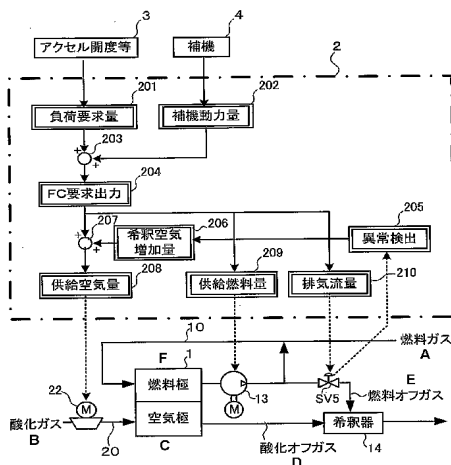 3
4
アクセル開度等
補機
2
201
202
負荷要求量
補機動力量
+
203
+
204
FC要求出力
205
207
206
異常検出
+
+
希釈空気
増加量
208
209
210
供給空気量
供給燃料量
排気流量
10
燃料ガス
A
F
1
E
22
燃料極
13
SV5
燃料オフガス
M
M
酸化ガス
空気極
希釈器
B
20
C
酸化オフガス
14
D